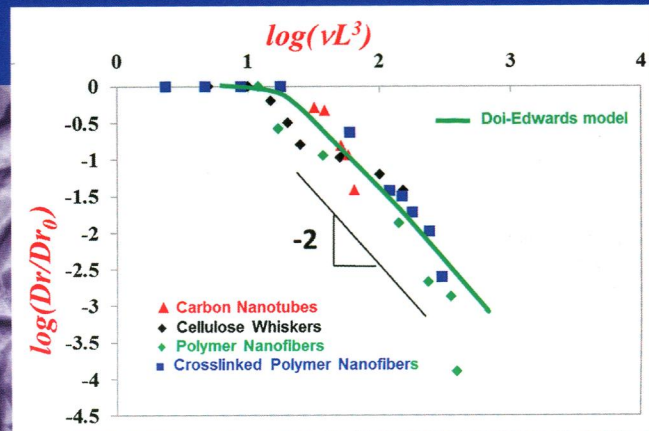 log(νL³)
0 1 2 3 4
0
-0.5
-1
-1.5
-2
-2.5
-3
-3.5
-4
-4.5
log(Dr/Dr₀)
Doi-Edwards model
-2
Carbon Nanotubes
Cellulose Whiskers
Polymer Nanofibers
Crosslinked Polymer Nanofibers